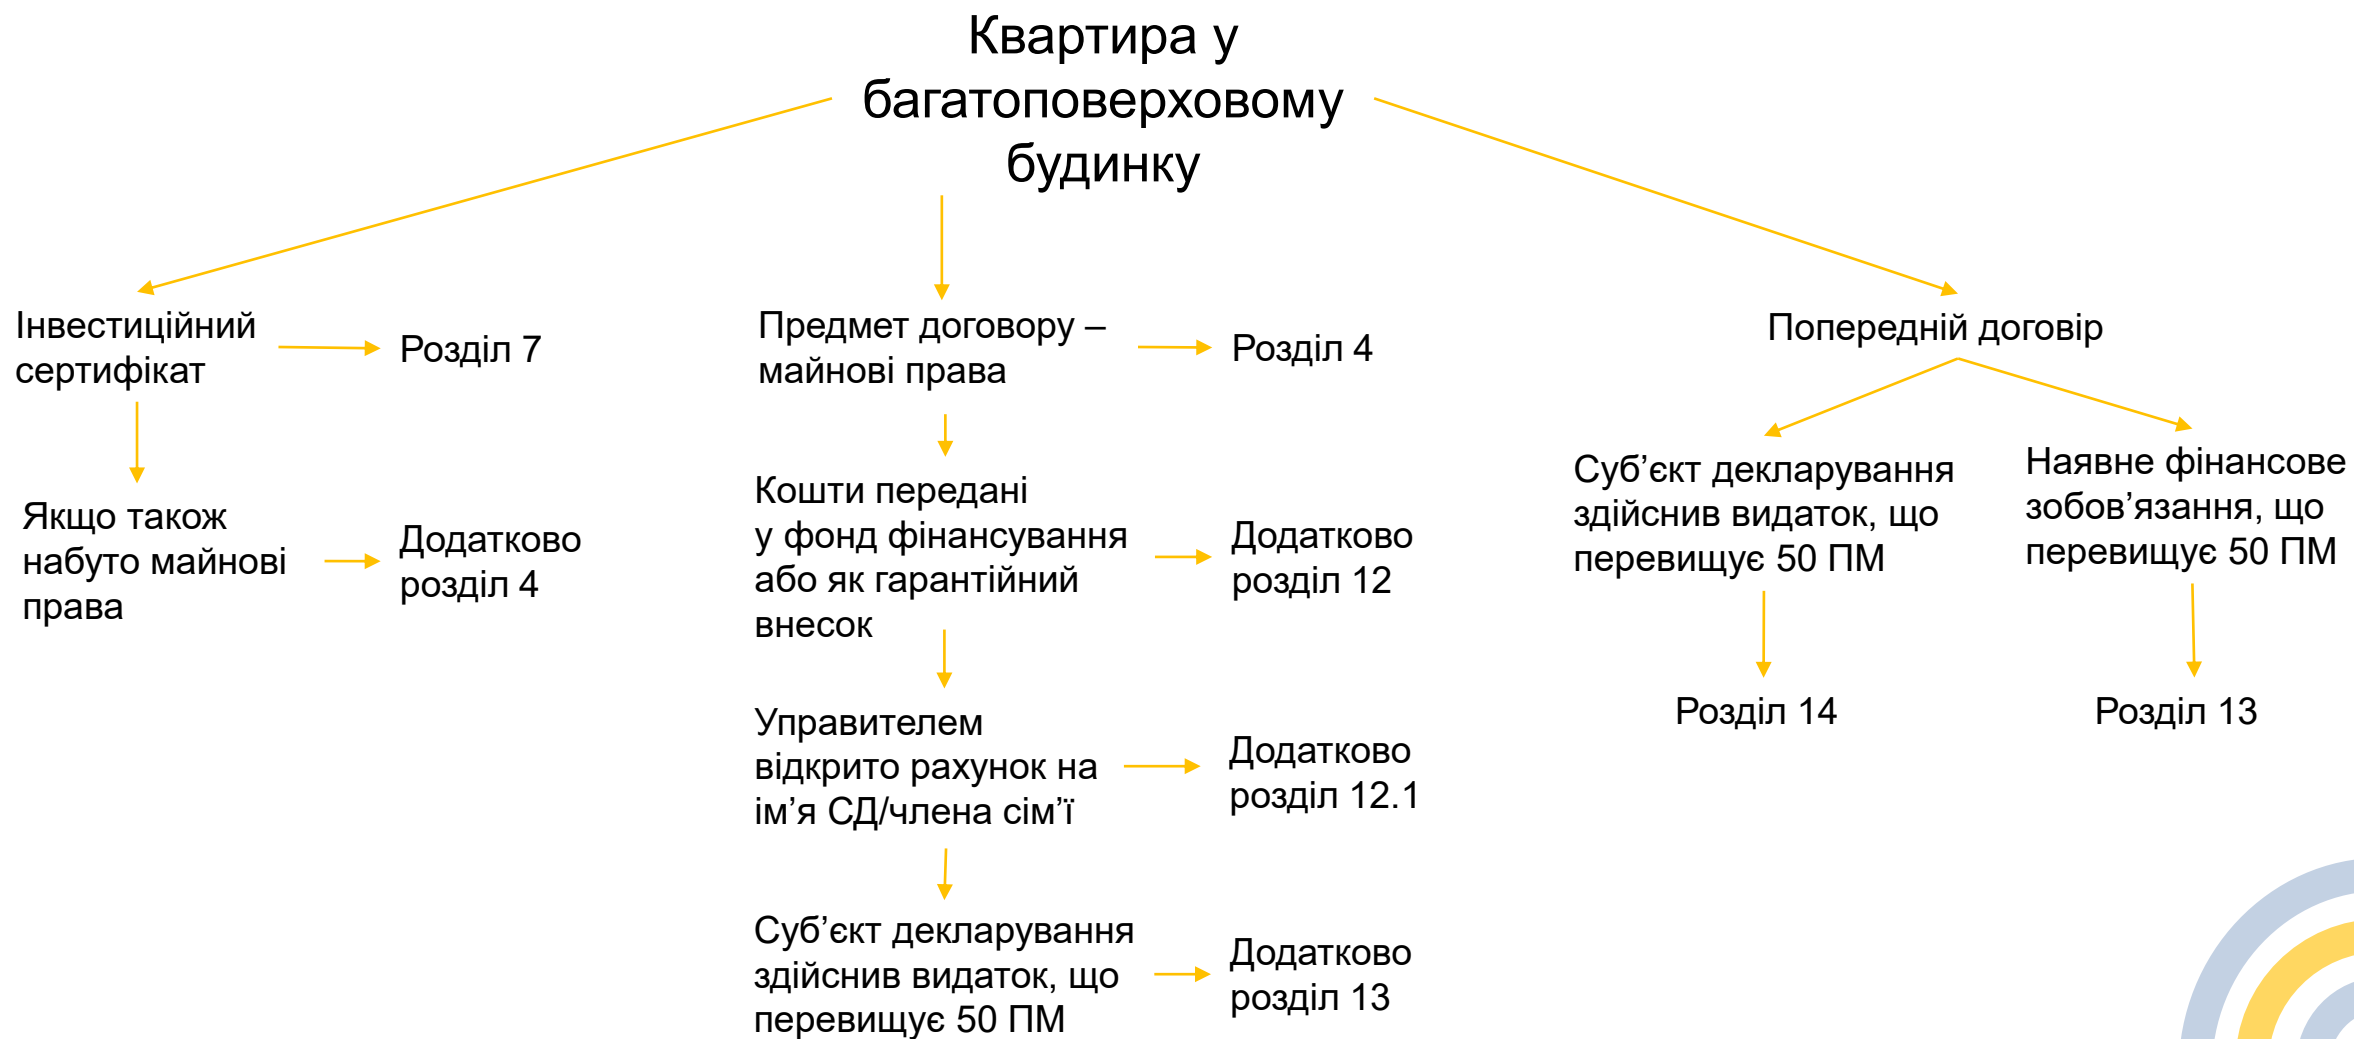 Квартира у
багатоповерховому
будинку
Інвестиційний
сертифікат
Розділ 7
Якщо також
набуто майнові
права
Додатково
розділ 4
Предмет договору –
майнові права
Розділ 4
Кошти передані
у фонд фінансування
або як гарантійний
внесок
Додатково
розділ 12
Управителем
відкрито рахунок на
ім’я СД/члена сім’ї
Додатково
розділ 12.1
Суб’єкт декларування
здійснив видаток, що
перевищує 50 ПМ
Додатково
розділ 13
Попередній договір
Суб’єкт декларування
здійснив видаток, що
перевищує 50 ПМ
Розділ 14
Наявне фінансове
зобов’язання, що
перевищує 50 ПМ
Розділ 13